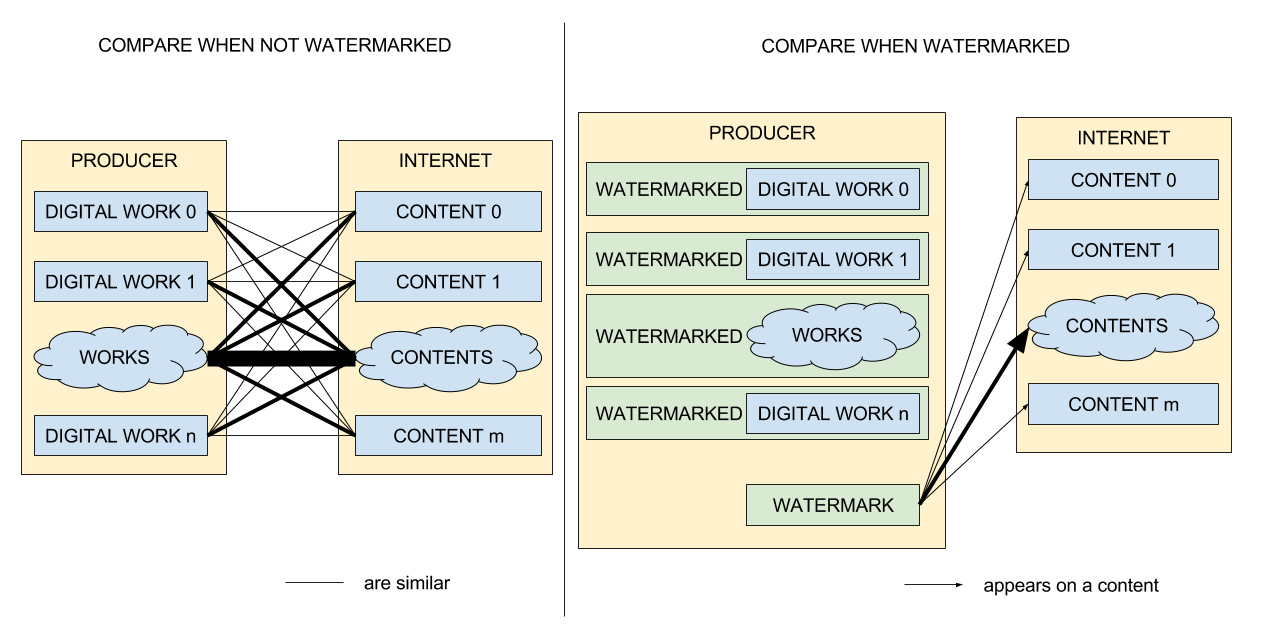 COMPARE WHEN NOT WATERMARKED
PRODUCER
DIGITAL WORK 0
DIGITAL WORK 1
WORKS
DIGITAL WORK n
INTERNET
CONTENT 0
CONTENT 1
CONTENTS
CONTENT m
are similar
COMPARE WHEN WATERMARKED
PRODUCER
WATERMARKED DIGITAL WORK 0
WATERMARKED DIGITAL WORK 1
WATERMARKED WORKS
WATERMARKED DIGITAL WORK n
WATERMARK
INTERNET
CONTENT 0
CONTENT 1
CONTENTS
CONTENT m
appears on a content